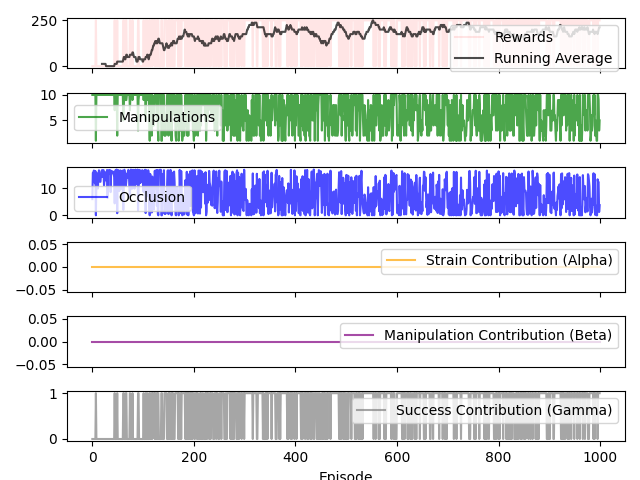 250
0
Rewards
Running Average
10
5
Manipulations
10
0
Occlusion
0.05
0.00
−0.05
Strain Contribution (Alpha)
0.05
0.00
−0.05
Manipulation Contribution (Beta)
1
0
Success Contribution (Gamma)
0 200 400 600 800 1000
Episode